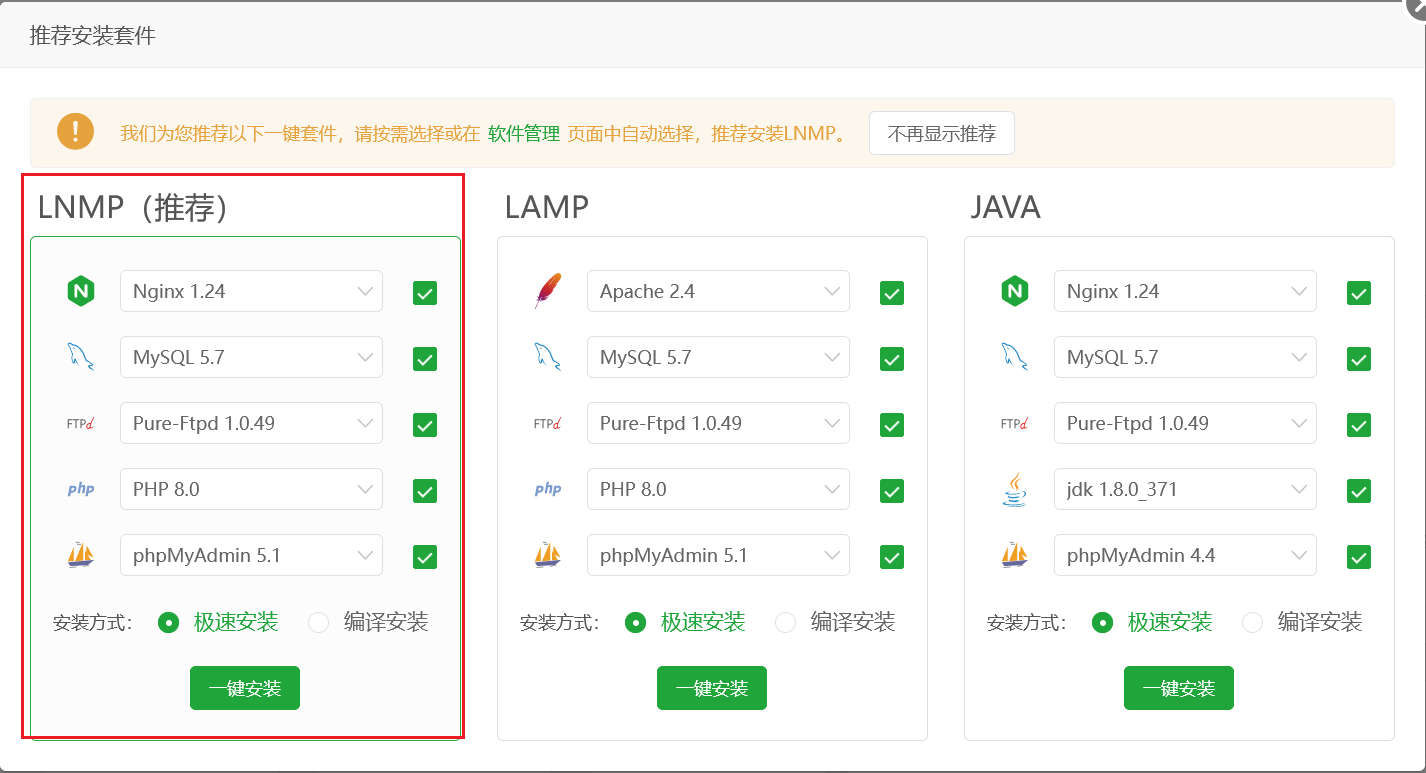 推荐安装套件
我们为您推荐以下一键套件，请按需选择或在 软件管理 页面中自动选择，推荐安装LNMP。 不再显示推荐
LNMP（推荐）
N Nginx 1.24
MySQL 5.7
FTPd Pure-Ftpd 1.0.49
php PHP 8.0
phpMyAdmin 5.1
安装方式： 极速安装 编译安装
一键安装
LAMP
Apache 2.4
MySQL 5.7
FTPd Pure-Ftpd 1.0.49
php PHP 8.0
phpMyAdmin 5.1
安装方式： 极速安装 编译安装
一键安装
JAVA
N Nginx 1.24
MySQL 5.7
FTPd Pure-Ftpd 1.0.49
jdk 1.8.0_371
phpMyAdmin 4.4
安装方式： 极速安装 编译安装
一键安装